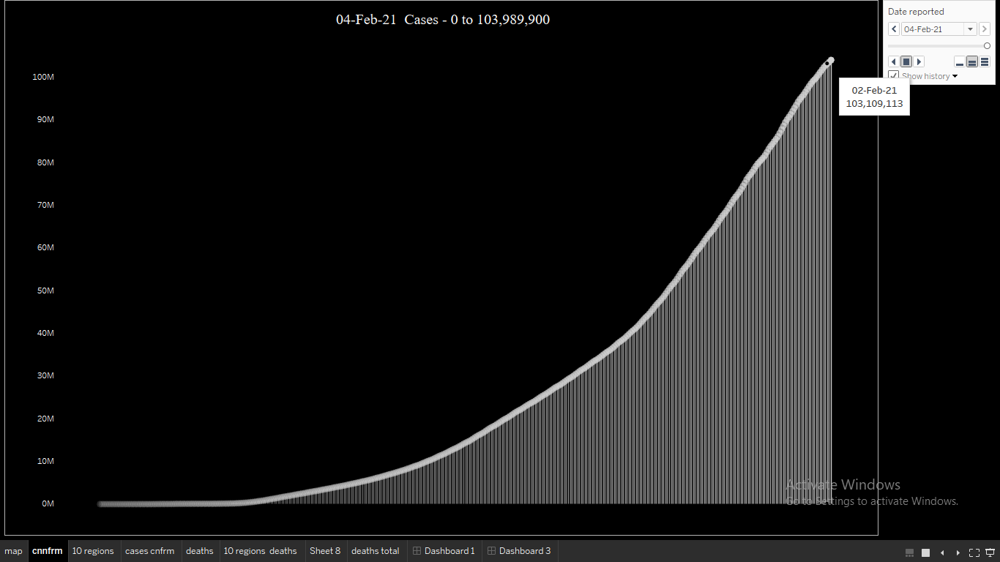 04-Feb-21  Cases - 0 to 103,989,900
Date reported
04-Feb-21
Show history
02-Feb-21
103,109,113
100M
90M
80M
70M
60M
50M
40M
30M
20M
10M
0M
Activate Windows
Go to Settings to activate Windows.
map cnnfrm 10 regions cases cnfrm deaths 10 regions  deaths Sheet 8 deaths total Dashboard 1 Dashboard 3